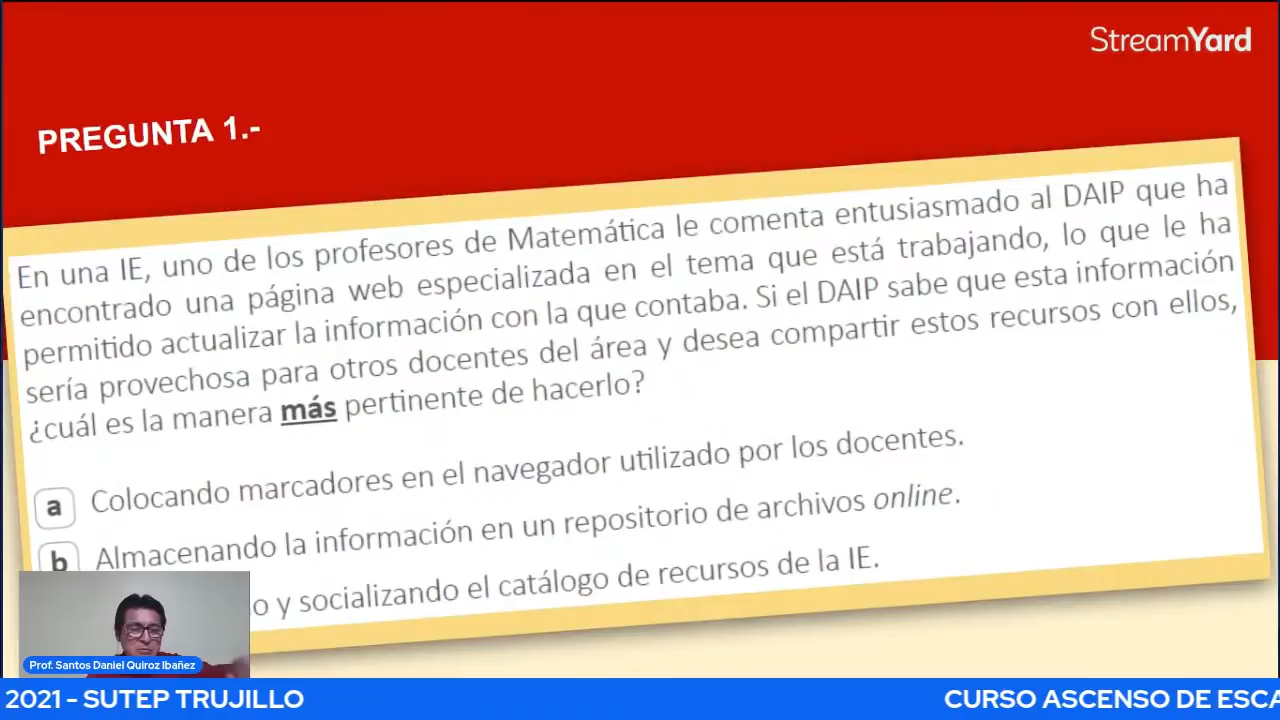 StreamYard
PREGUNTA 1.-
En una IE, uno de los profesores de Matemática le comenta entusiasmado al DAIP que ha
encontrado una página web especializada en el tema que está trabajando, lo que le ha
permitido actualizar la información con la que contaba. Si el DAIP sabe que esta información
sería provechosa para otros docentes del área y desea compartir estos recursos con ellos,
¿cuál es la manera más pertinente de hacerlo?
a Colocando marcadores en el navegador utilizado por los docentes.
b Almacenando la información en un repositorio de archivos online.
o y socializando el catálogo de recursos de la IE.
Prof. Santos Daniel Quiroz Ibañez
2021 - SUTEP TRUJILLO
CURSO ASCENSO DE ESCA